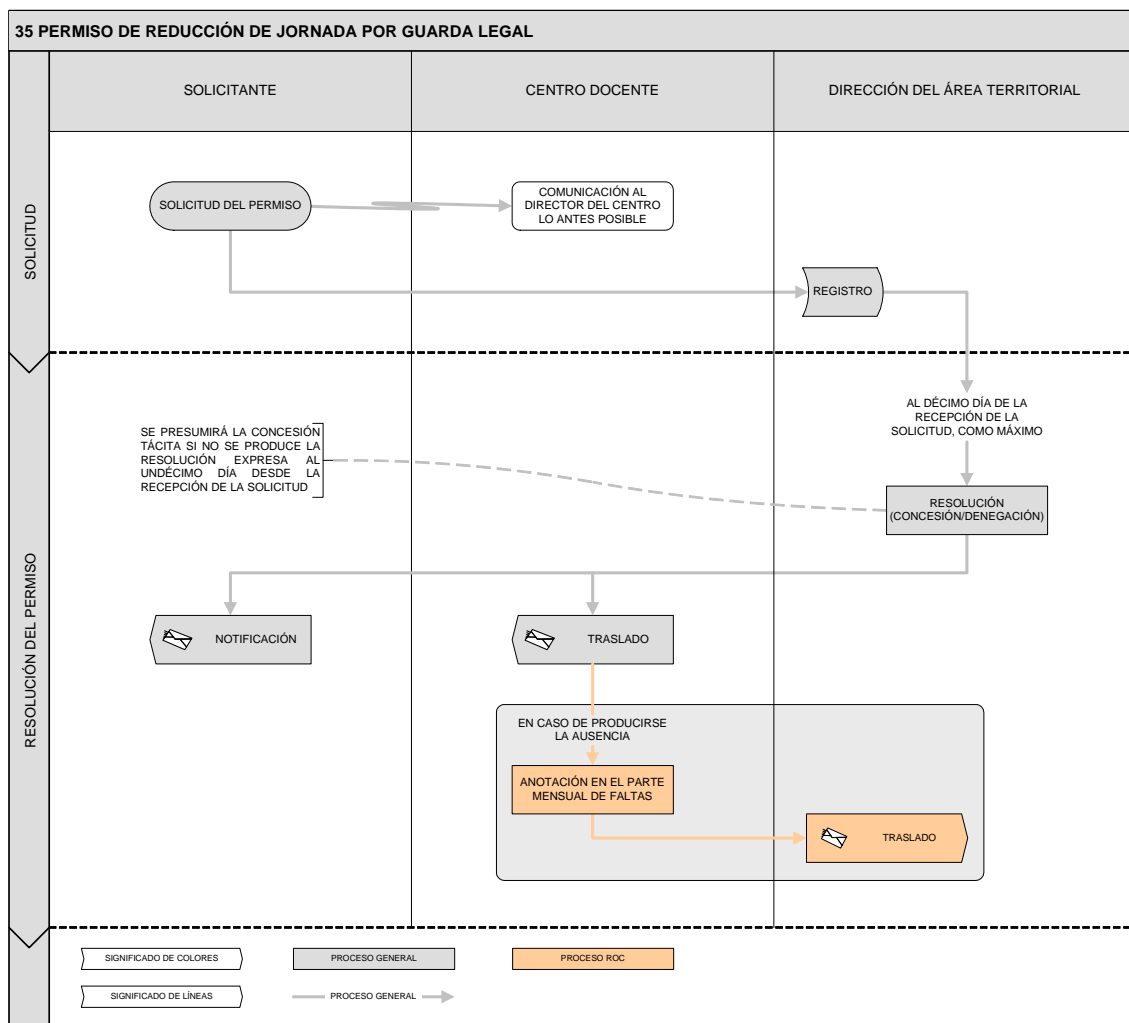 35 PERMISO DE REDUCCIÓN DE JORNADA POR GUARDA LEGAL
SOLICITANTE
CENTRO DOCENTE
DIRECCIÓN DEL ÁREA TERRITORIAL
SOLICITUD
SOLICITUD DEL PERMISO
COMUNICACIÓN AL
DIRECTOR DEL CENTRO
LO ANTES POSIBLE
REGISTRO
RESOLUCIÓN DEL PERMISO
AL DÉCIMO DÍA DE LA
RECEPCIÓN DE LA
SOLICITUD, COMO MÁXIMO
SE PRESUMIRÁ LA CONCESIÓN
TÁCITA SI NO SE PRODUCE LA
RESOLUCIÓN EXPRESA AL
UNDÉCIMO DÍA DESDE LA
RECEPCIÓN DE LA SOLICITUD
RESOLUCIÓN
(CONCESIÓN/DENEGACIÓN)
NOTIFICACIÓN
TRASLADO
EN CASO DE PRODUCIRSE
LA AUSENCIA
ANOTACIÓN EN EL PARTE
MENSUAL DE FALTAS
TRASLADO
SIGNIFICADO DE COLORES
PROCESO GENERAL
PROCESO ROC
SIGNIFICADO DE LÍNEAS
PROCESO GENERAL